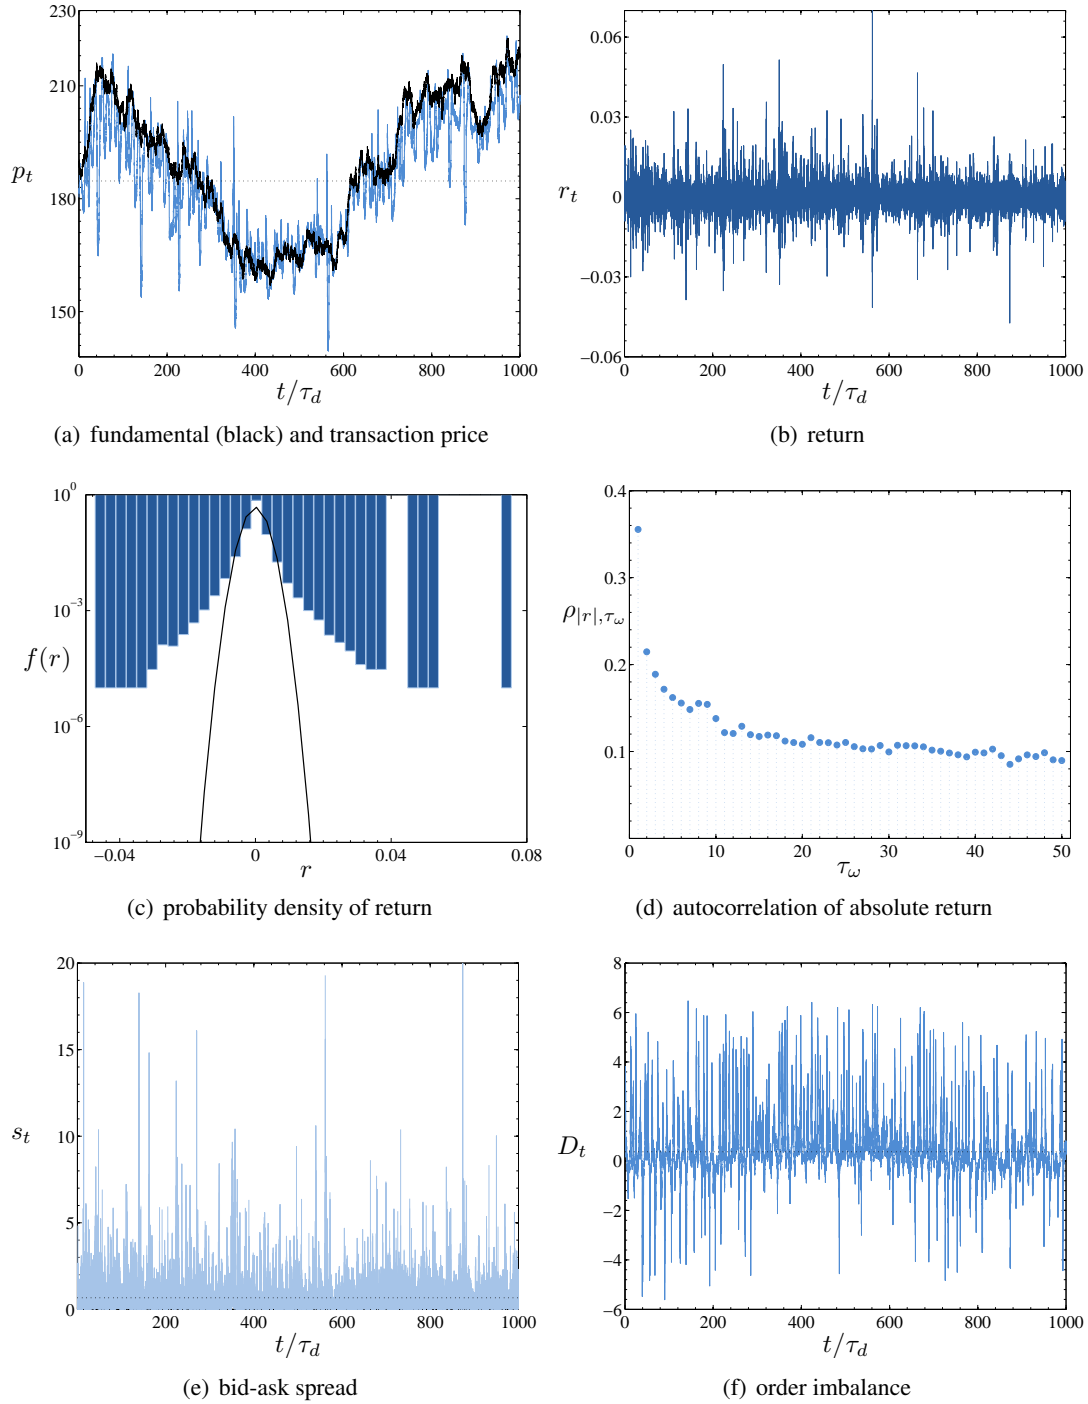 230
210
180
150
p_t
0 200 400 600 800 1000
t/τ_d
(a) fundamental (black) and transaction price
0.06
0.03
0
−0.03
−0.06
r_t
0 200 400 600 800 1000
t/τ_d
(b) return
10^0
10^−3
10^−6
10^−9
f(r)
−0.04 0 0.04 0.08
r
(c) probability density of return
0.4
0.3
0.2
0.1
ρ_|r|,τ_ω
0 10 20 30 40 50
τ_ω
(d) autocorrelation of absolute return
20
15
10
5
0
s_t
200 400 600 800 1000
t/τ_d
(e) bid-ask spread
8
6
4
2
0
−2
−4
−6
D_t
0 200 400 600 800 1000
t/τ_d
(f) order imbalance